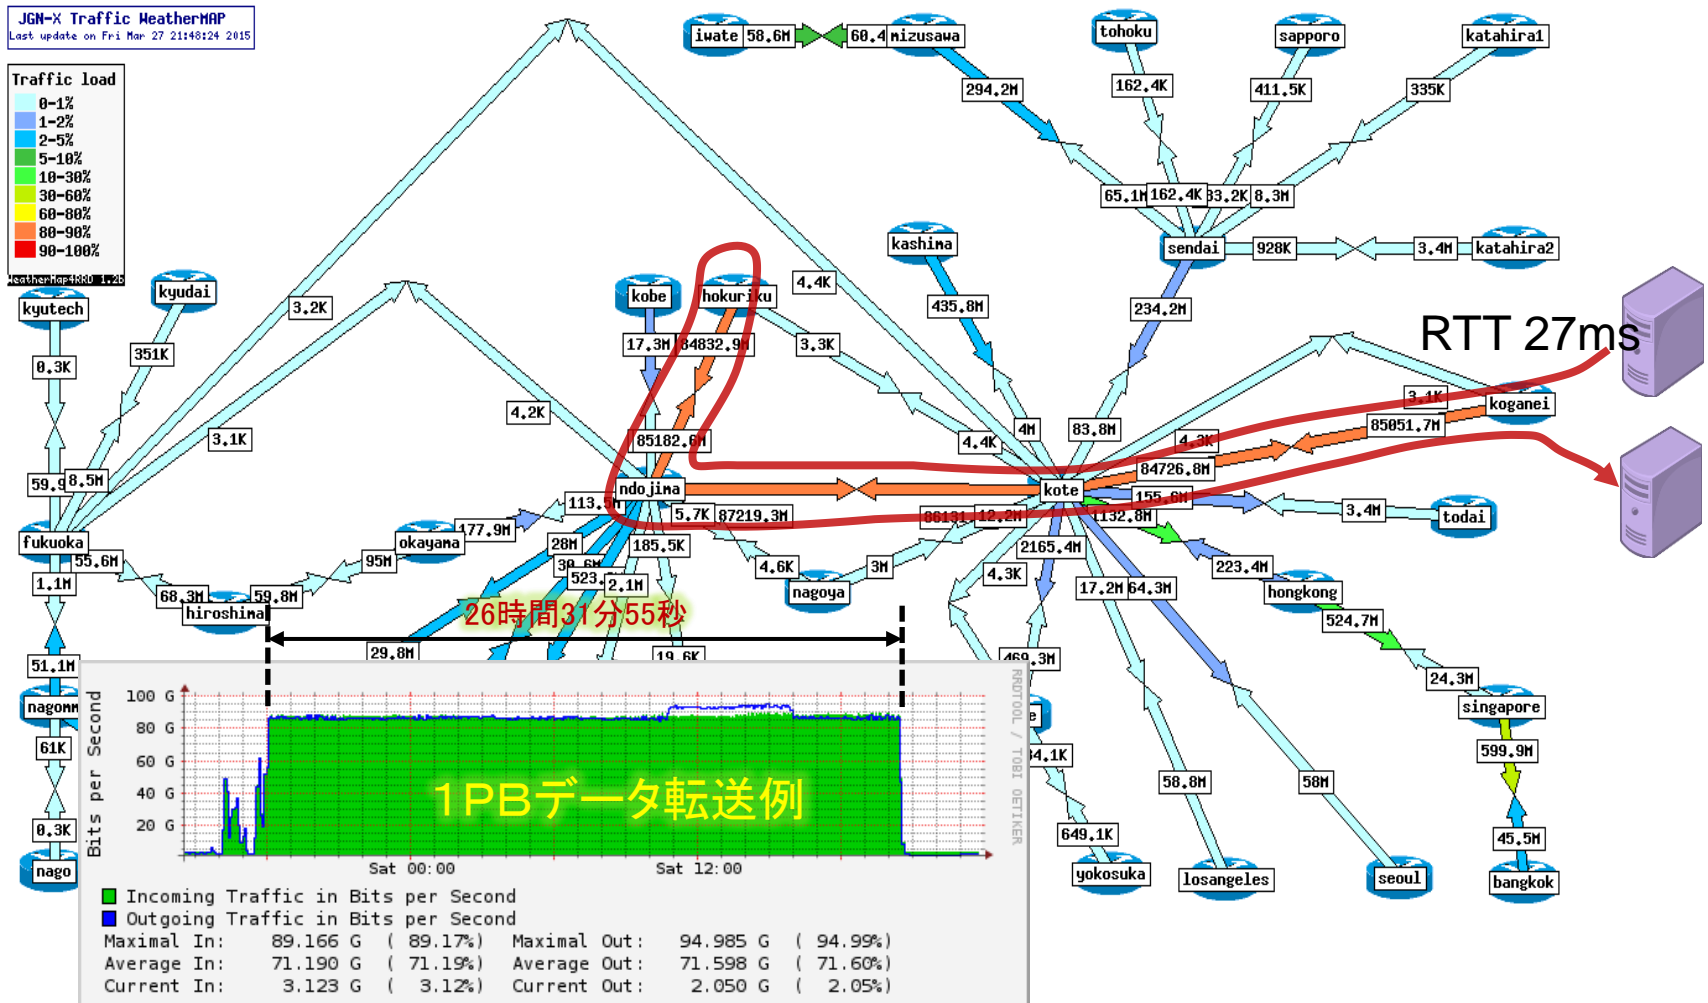 JGN-X Traffic WeatherMAP
Last update on Fri Mar 27 21:48:24 2015
Traffic load
0-1%
1-2%
2-5%
5-10%
10-30%
30-60%
60-80%
80-90%
90-100%
WeatherMap4RRD 1.2b
iwate 58.6M 60.4 mizusawa
tohoku
sapporo
katahira1
294.2M
162.4K
411.5K
335K
65.1M 162.4K 33.2K 8.3M
kashima
sendai 928K 3.4M katahira2
kyutech
kyudai
3.2K
kobe
hokuriku
4.4K
435.8M
234.2M
RTT 27ms
0.3K
351K
17.3M
84832.9M
3.3K
3.1K
koganei
85051.7M
4.2K
3.1K
85182.6M
4.4K
4M
83.8M
4.3K
84726.8M
59.9
8.5M
ndojima
kote
155.6M
113.5
5.7K
87219.3M
86131
12.2M
1132.8M
3.4M
todai
fukuoka
55.6M
okayama
177.9M
95M
28M
30.6M
185.5K
4.6K
3M
2165.4M
1.1M
68.3M
hiroshima
59.8M
523.
2.1M
nagoya
4.3K
17.2M
64.3M
223.4M
hongkong
524.7M
26時間31分55秒
51.1M
29.8M
19.6K
469.3M
24.3M
singapore
61K
34.1K
599.9M
58.8M
58M
0.3K
nago
649.1K
45.5M
yokosuka
losangeles
seoul
bangkok
RRDTOOL / TOBI OETIKER
Bits per Second
100 G
80 G
60 G
40 G
20 G
1PBデータ転送例
Sat 00:00 Sat 12:00
Incoming Traffic in Bits per Second
Outgoing Traffic in Bits per Second
Maximal In: 89.166 G ( 89.17%) Maximal Out: 94.985 G ( 94.99%)
Average In: 71.190 G ( 71.19%) Average Out: 71.598 G ( 71.60%)
Current In: 3.123 G ( 3.12%) Current Out: 2.050 G ( 2.05%)